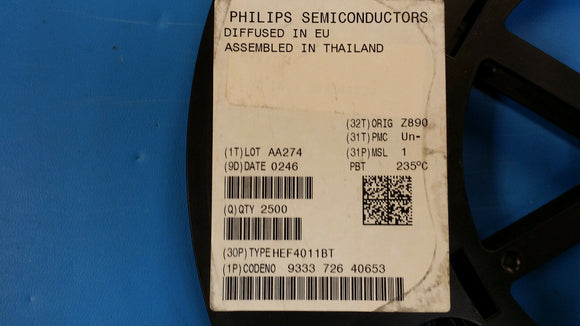 PHILIPS SEMICONDUCTORS
DIFFUSED IN EU
ASSEMBLED IN THAILAND
(32T)ORIG Z890
(31T)PMC Un-
(1T)LOT AA274 (31P)MSL 1
(9D)DATE 0246 PBT 235ºC
(Q)QTY 2500
(30P)TYPE HEF4011BT
(1P)CODENO 9333 726 40653